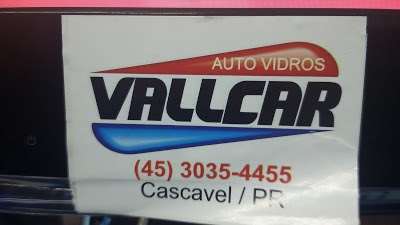 AUTO VIDROS
VALLCAR
(45) 3035-4455
Cascavel / PR